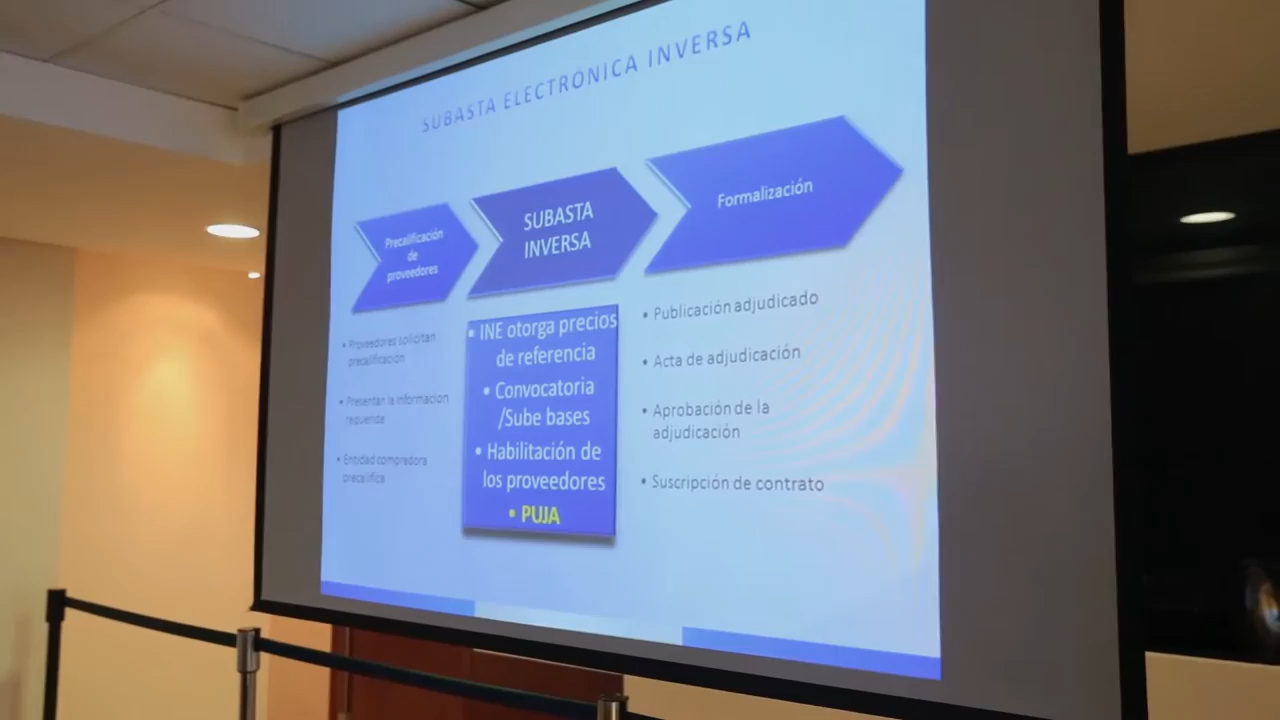 SUBASTA ELECTRÓNICA INVERSA
Precalificación
de
proveedores
SUBASTA
INVERSA
Formalización
• Proveedores solicitan
precalificacion
• Presentan la informacion
requerida
• Entidad compradora
precalifica
• INE otorga precios
de referencia
• Convocatoria
/Sube bases
• Habilitación de
los proveedores
• PUJA
• Publicación adjudicado
• Acta de adjudicación
• Aprobación de la
adjudicación
• Suscripción de contrato